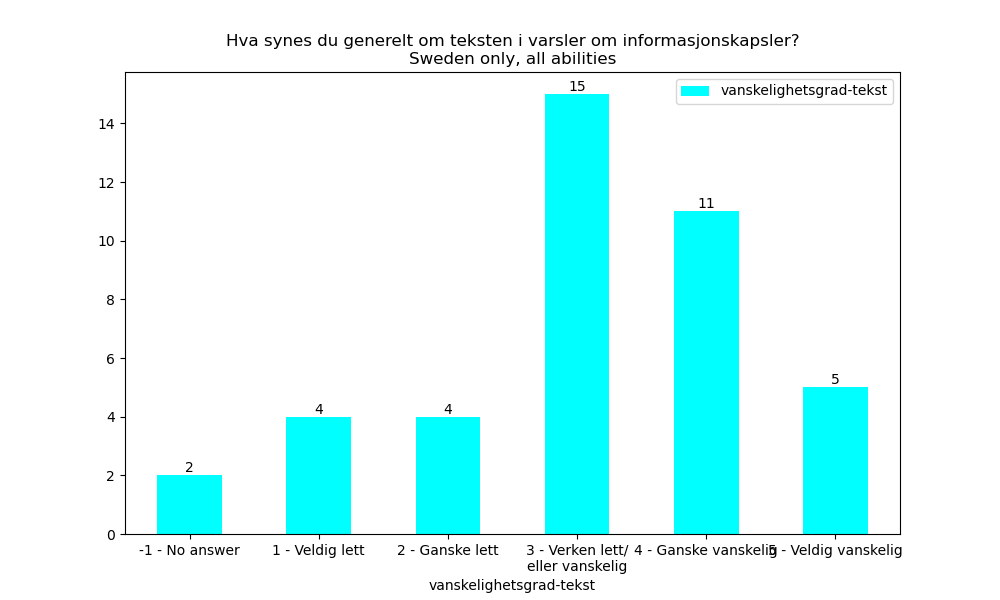 Hva synes du generelt om teksten i varsler om informasjonskapsler?
Sweden only, all abilities
vanskelighetsgrad-tekst
15
11
5
4
4
2
14
12
10
8
6
4
2
0
-1 - No answer
1 - Veldig lett
2 - Ganske lett
3 - Verken lett/
eller vanskelig
4 - Ganske vanskelig
5 - Veldig vanskelig
vanskelighetsgrad-tekst